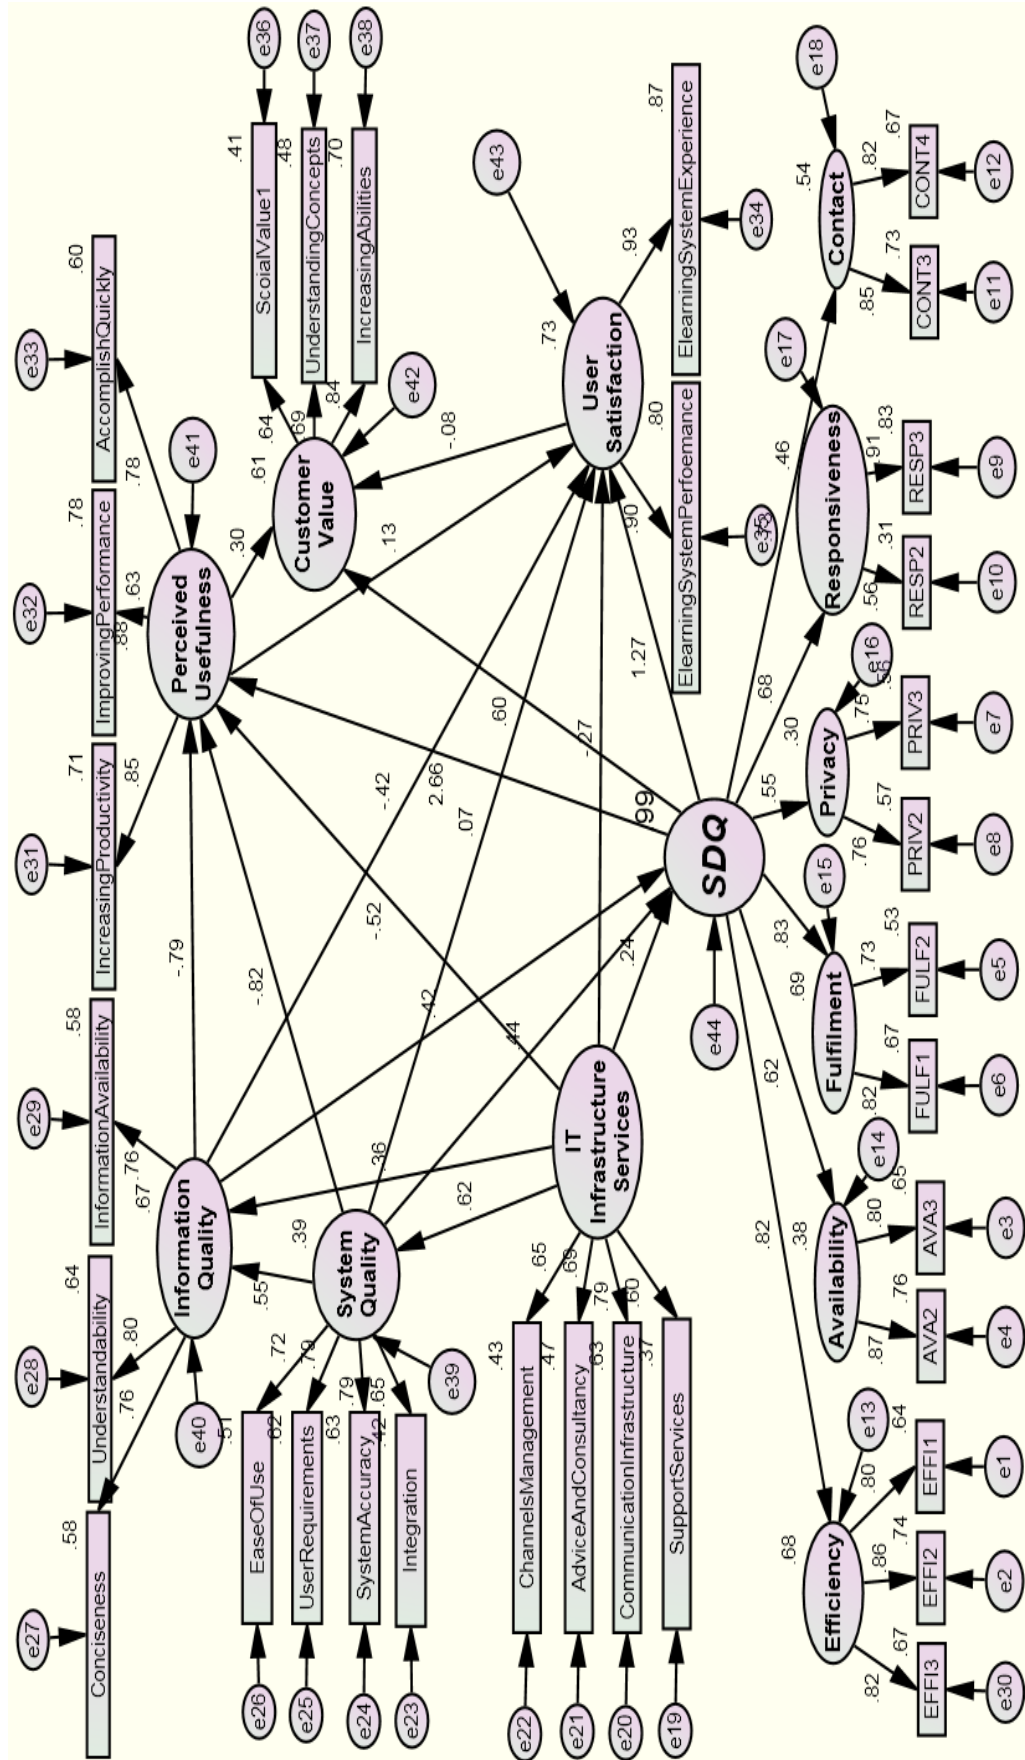 e27
e28
e29
e31
e32
e33
.58
.64
.58
.71
.78
.60
Conciseness
Understandability
InformationAvailability
IncreasingProductivity
ImprovingPerformance
AccomplishQuickly
.76
.80
.76
.85
.88
.63
.78
.67
e40
Information
Quality
Perceived
Usefulness
e41
-.79
.30
e36
e37
e38
.41
.48
.70
ScoialValue1
UnderstandingConcepts
IncreasingAbilities
.64
.69
.84
.61
Customer
Value
e42
-.08
.13
e26
e25
e24
e23
.51
.62
.63
.42
EaseOfUse
UserRequirements
SystemAccuracy
Integration
.72
.79
.79
.65
.39
.55
System
Quality
e39
-.82
.36
-.42
2.66
.07
.60
-.52
.42
.44
.62
.24
-.27
e22
e21
e20
e19
.43
.47
.63
.37
ChannelsManagement
AdviceAndConsultancy
CommunicationInfrastructure
SupportServices
.65
.69
.79
.60
IT
Infrastructure
Services
e43
.73
User
Satisfaction
.90
.93
.80
.87
ElearningSystemPerfoemance
ElearningSystemExperience
e35
e34
1.27
.99
SDQ
e44
.82
.62
.83
.55
.68
.46
.68
.38
.69
.30
.54
e13
e14
e15
e16
e17
e18
Efficiency
Availability
Fulfilment
Privacy
Responsiveness
Contact
.82
.86
.80
.87
.80
.82
.73
.76
.75
.56
.91
.85
.82
.67
.74
.64
.76
.65
.67
.53
.57
.56
.31
.83
.73
.67
EFFI3
EFFI2
EFFI1
AVA2
AVA3
FULF1
FULF2
PRIV2
PRIV3
RESP2
RESP3
CONT3
CONT4
e30
e2
e1
e4
e3
e6
e5
e8
e7
e10
e9
e11
e12